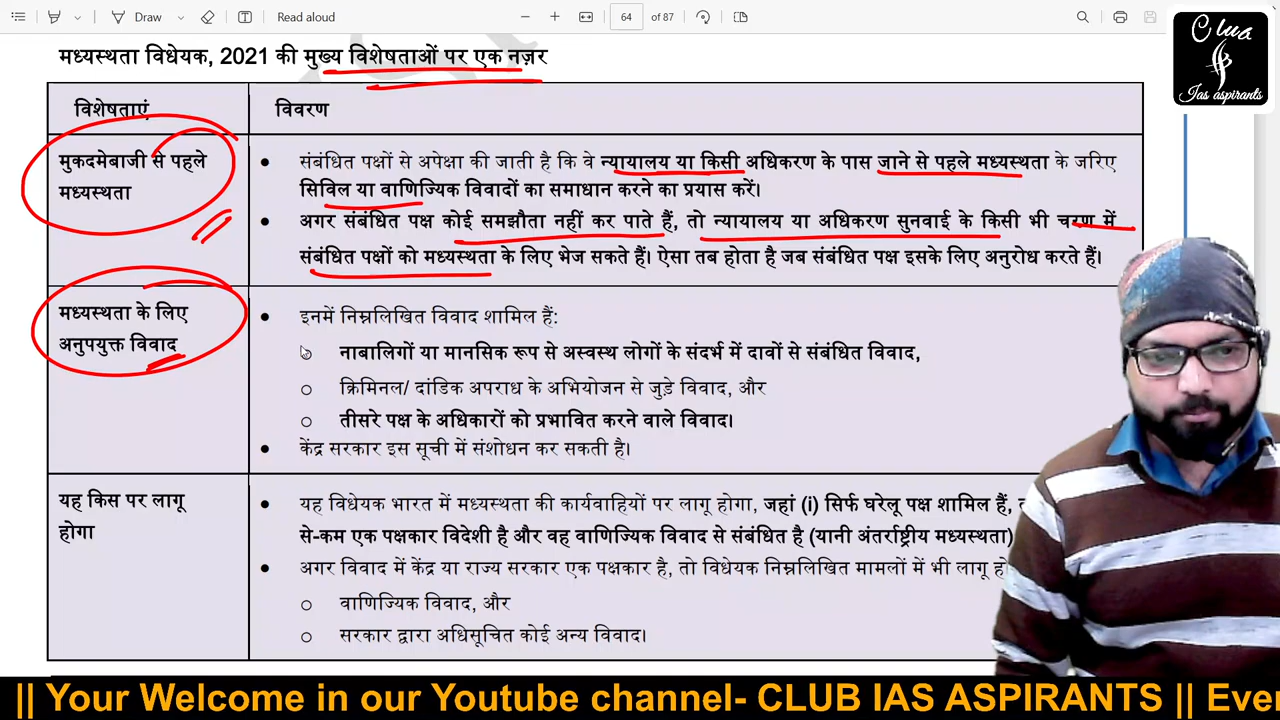 Draw
Read aloud
64 of 87
Club
Ias aspirants
मध्यस्थता विधेयक, 2021 की मुख्य विशेषताओं पर एक नज़र
विशेषताएं
विवरण
मुकदमेबाजी से पहले
मध्यस्थता
● संबंधित पक्षों से अपेक्षा की जाती है कि वे न्यायालय या किसी अधिकरण के पास जाने से पहले मध्यस्थता के जरिए
सिविल या वाणिज्यिक विवादों का समाधान करने का प्रयास करें।
● अगर संबंधित पक्ष कोई समझौता नहीं कर पाते हैं, तो न्यायालय या अधिकरण सुनवाई के किसी भी चरण में
संबंधित पक्षों को मध्यस्थता के लिए भेज सकते हैं। ऐसा तब होता है जब संबंधित पक्ष इसके लिए अनुरोध करते हैं।
मध्यस्थता के लिए
अनुपयुक्त विवाद
● इनमें निम्नलिखित विवाद शामिल हैं:
नाबालिगों या मानसिक रूप से अस्वस्थ लोगों के संदर्भ में दावों से संबंधित विवाद,
○ क्रिमिनल/ दांडिक अपराध के अभियोजन से जुड़े विवाद, और
○ तीसरे पक्ष के अधिकारों को प्रभावित करने वाले विवाद।
● केंद्र सरकार इस सूची में संशोधन कर सकती है।
यह किस पर लागू
होगा
● यह विधेयक भारत में मध्यस्थता की कार्यवाहियों पर लागू होगा, जहां (i) सिर्फ घरेलू पक्ष शामिल हैं,
से-कम एक पक्षकार विदेशी है और वह वाणिज्यिक विवाद से संबंधित है (यानी अंतर्राष्ट्रीय मध्यस्थता)
● अगर विवाद में केंद्र या राज्य सरकार एक पक्षकार है, तो विधेयक निम्नलिखित मामलों में भी लागू
○ वाणिज्यिक विवाद, और
○ सरकार द्वारा अधिसूचित कोई अन्य विवाद।
|| Your Welcome in our Youtube channel- CLUB IAS ASPIRANTS || Eve